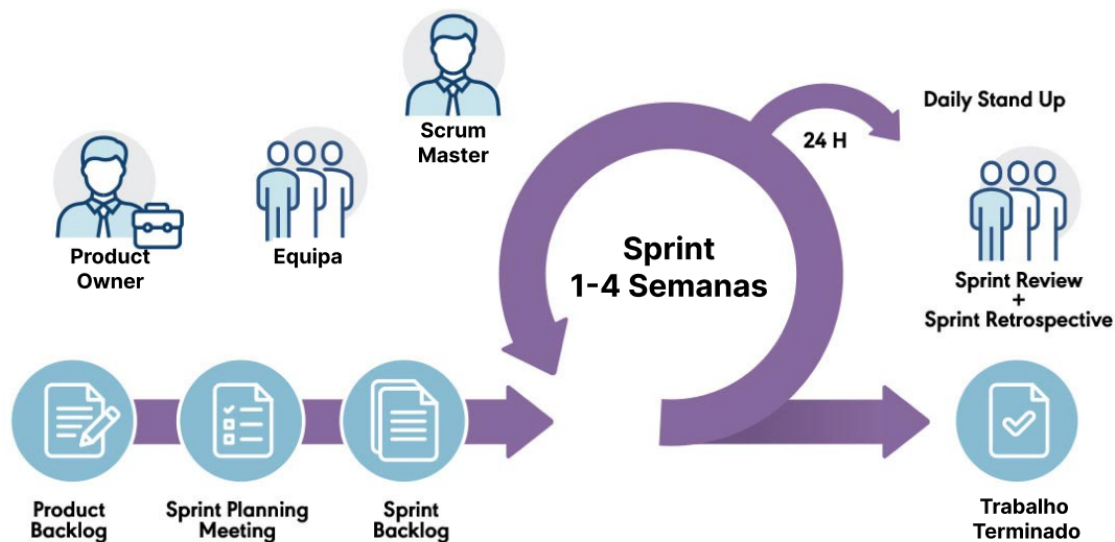 Scrum
Master
Product
Owner
Equipa
Daily Stand Up
24 H
Sprint
1-4 Semanas
Sprint Review
+
Sprint Retrospective
Product
Backlog
Sprint Planning
Meeting
Sprint
Backlog
Trabalho
Terminado